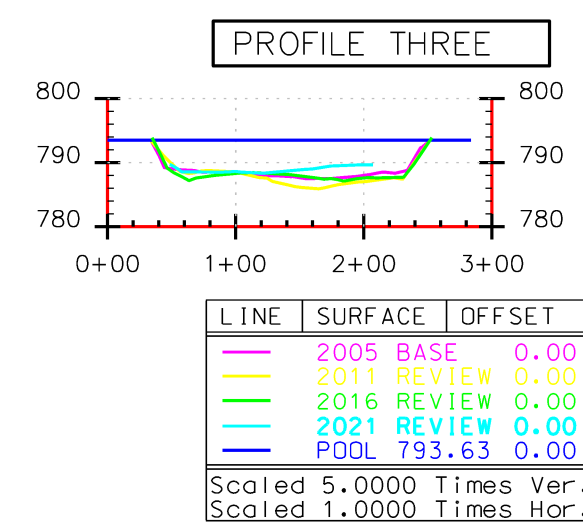 PROFILE THREE
800 800
790 790
780 780
0+00 1+00 2+00 3+00
LINE SURFACE OFFSET
2005 BASE 0.00
2011 REVIEW 0.00
2016 REVIEW 0.00
2021 REVIEW 0.00
POOL 793.63 0.00
Scaled 5.0000 Times Ver.
Scaled 1.0000 Times Hor.